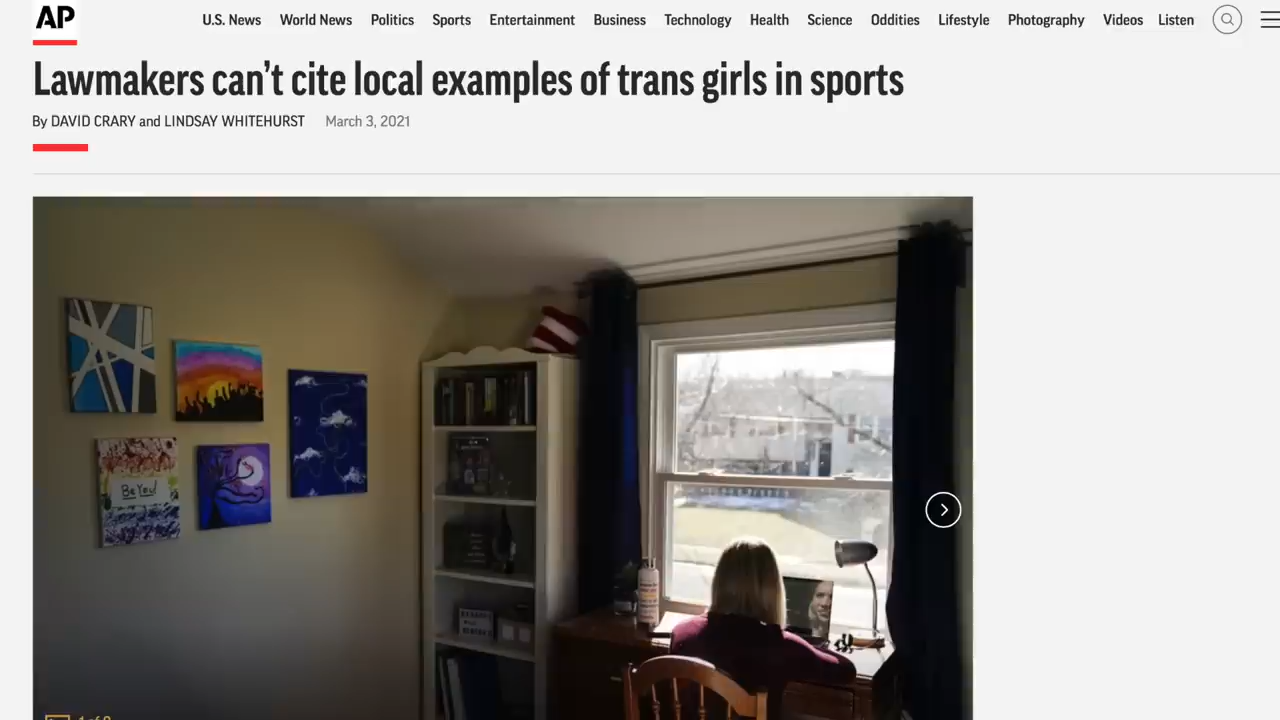 AP
U.S. News World News Politics Sports Entertainment Business Technology Health Science Oddities Lifestyle Photography Videos Listen
Lawmakers can't cite local examples of trans girls in sports
By DAVID CRARY and LINDSAY WHITEHURST March 3, 2021
Be You!